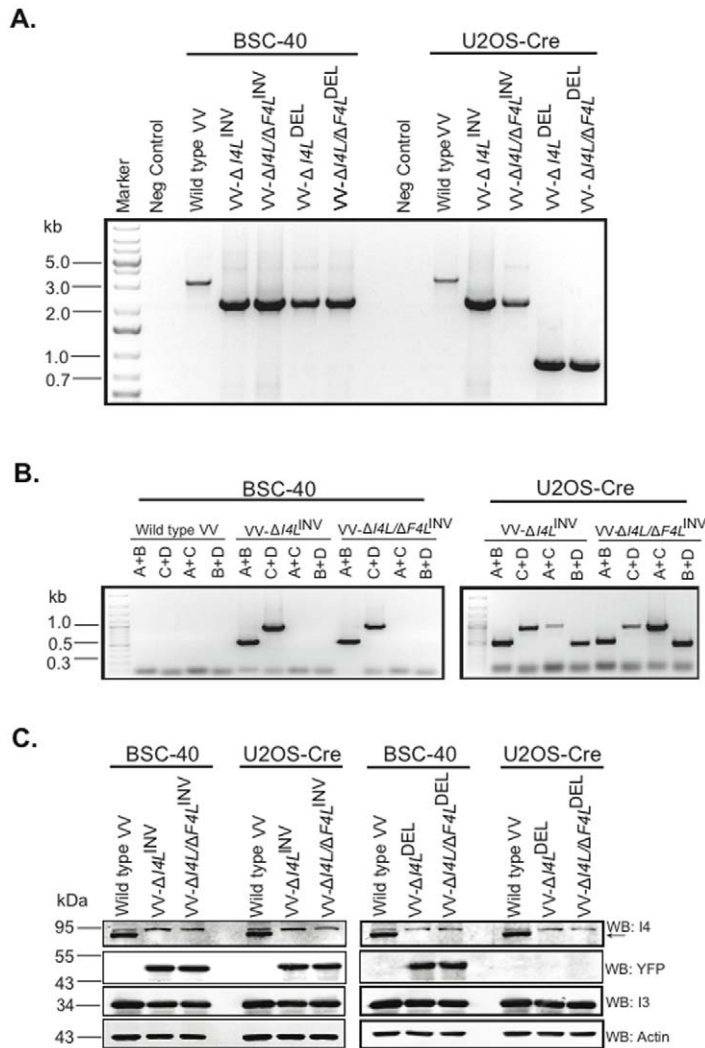 A.
BSC-40 U2OS-Cre
Marker
Neg Control
Wild type VV
VV-Δ I4L^INV
VV-Δ I4L/ΔF4L^INV
VV-Δ I4L^DEL
VV-Δ I4L/ΔF4L^DEL
Neg Control
Wild type VV
VV-Δ I4L^INV
VV-Δ I4L/ΔF4L^INV
VV-Δ I4L^DEL
VV-Δ I4L/ΔF4L^DEL
kb
5.0
3.0
2.0
1.0
0.7
B.
BSC-40 U2OS-Cre
Wild type VV VV-ΔI4L^INV VV-ΔI4L/ΔF4L^INV VV-ΔI4L^INV VV-ΔI4L/ΔF4L^INV
A+B C+D A+C B+D A+B C+D A+C B+D A+B C+D A+C B+D A+B C+D A+C B+D A+B C+D A+C B+D
kb
1.0
0.5
0.3
C.
BSC-40 U2OS-Cre BSC-40 U2OS-Cre
Wild type VV
VV-ΔI4L^INV
VV-ΔI4L/ΔF4L^INV
Wild type VV
VV-ΔI4L^INV
VV-ΔI4L/ΔF4L^INV
Wild type VV
VV-ΔI4L^DEL
VV-ΔI4L/ΔF4L^DEL
Wild type VV
VV-ΔI4L^DEL
VV-ΔI4L/ΔF4L^DEL
kDa
95 WB: I4
55
WB: YFP
43
34 WB: I3
43 WB: Actin